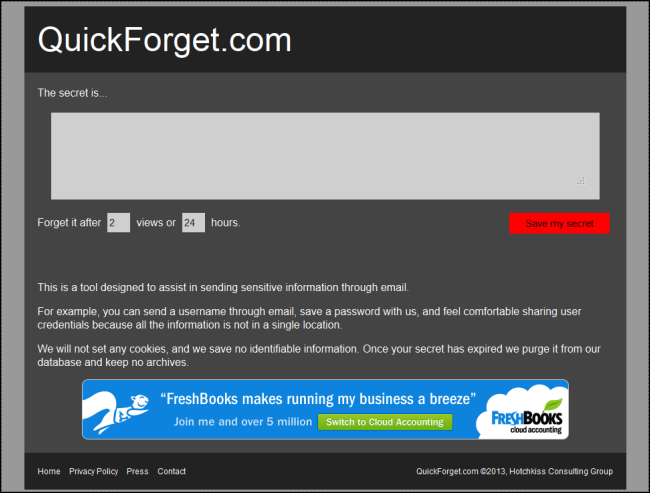 QuickForget.com
The secret is...
Forget it after 2 views or 24 hours.
Save my secret
This is a tool designed to assist in sending sensitive information through email.
For example, you can send a username through email, save a password with us, and feel comfortable sharing user
credentials because all the information is not in a single location.
We will not set any cookies, and we save no identifiable information. Once your secret has expired we purge it from our
database and keep no archives.
“FreshBooks makes running my business a breeze”
Join me and over 5 million Switch to Cloud Accounting
FRESHBOOKS
cloud accounting
Home Privacy Policy Press Contact
QuickForget.com ©2013, Hotchkiss Consulting Group